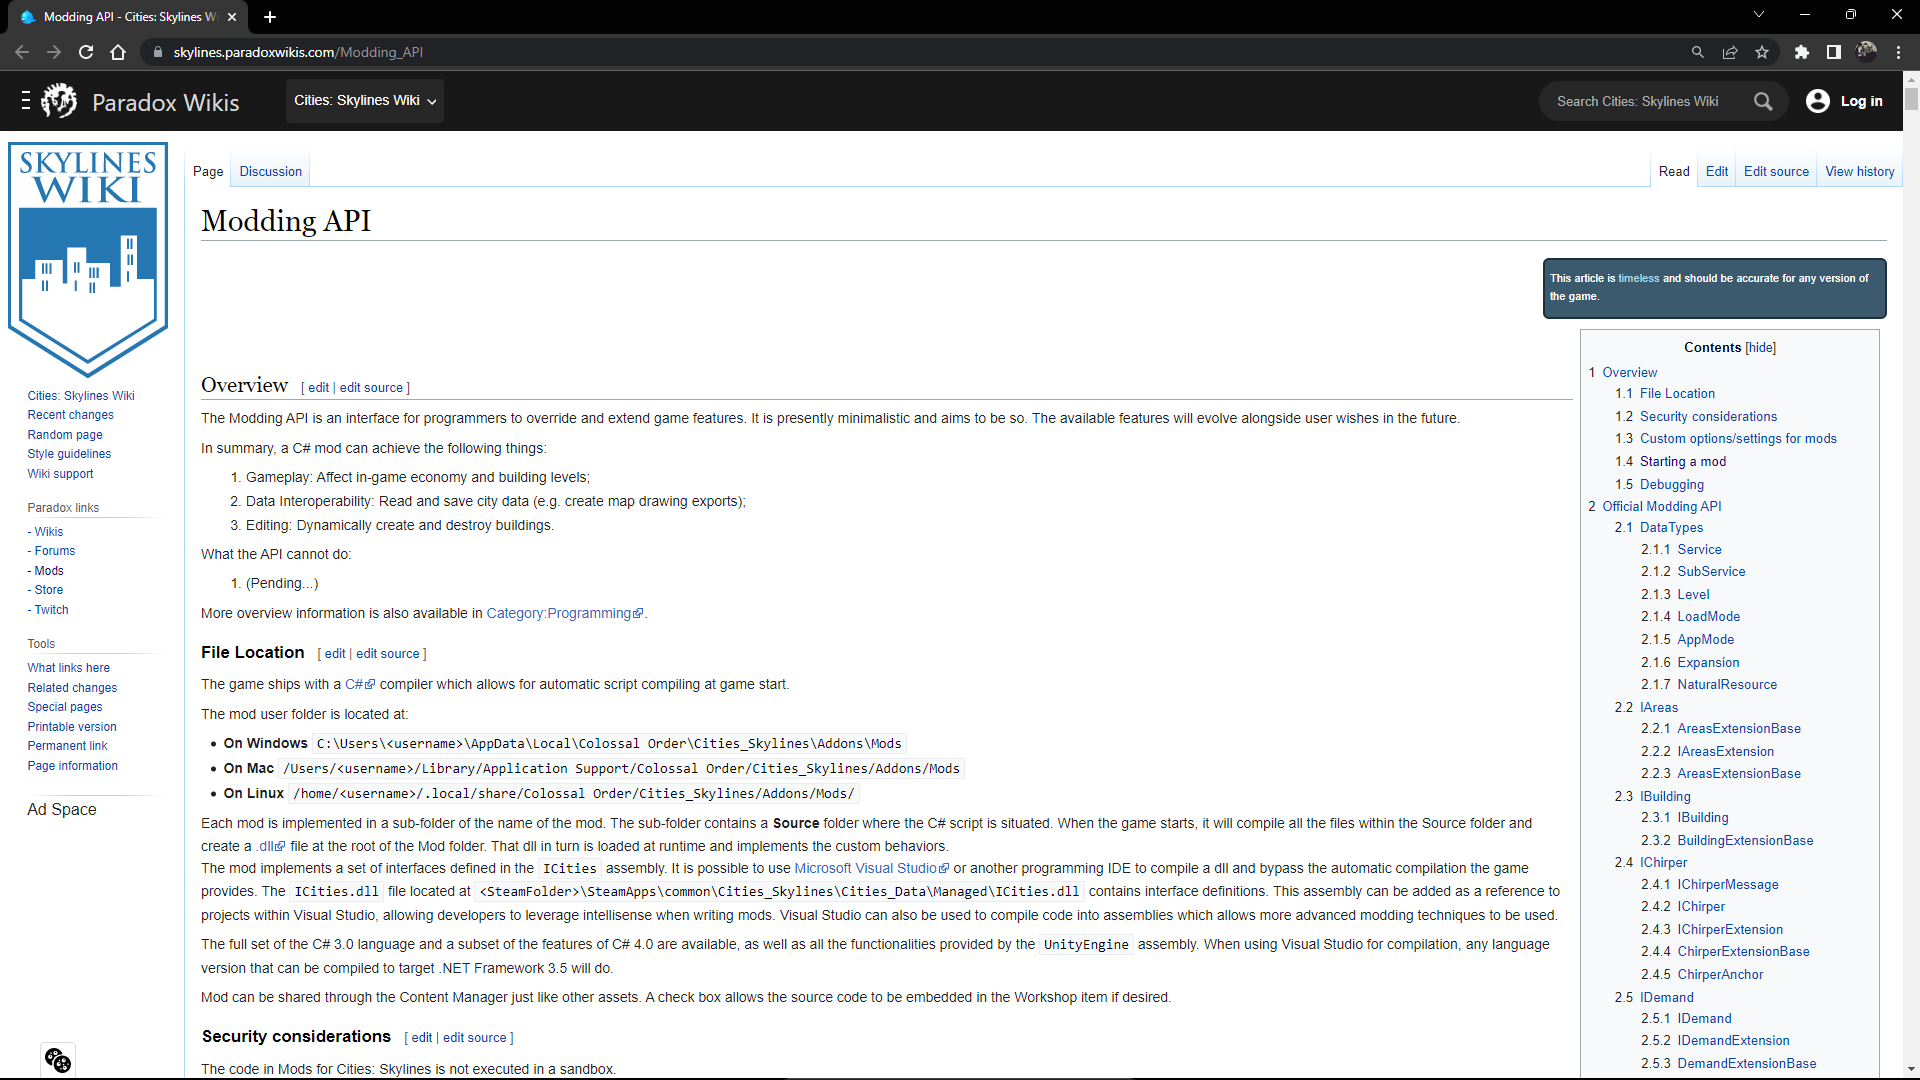 Modding API - Cities: Skylines Wi
skylines.paradoxwikis.com/Modding_API
Paradox Wikis
Cities: Skylines Wiki
Search Cities: Skylines Wiki
Log in
SKYLINES
WIKI
Page
Discussion
Read
Edit
Edit source
View history
Modding API
This article is timeless and should be accurate for any version of
the game.
Cities: Skylines Wiki
Recent changes
Random page
Style guidelines
Wiki support
Paradox links
- Wikis
- Forums
- Mods
- Store
- Twitch
Tools
What links here
Related changes
Special pages
Printable version
Permanent link
Page information
Ad Space
Overview [ edit | edit source ]
The Modding API is an interface for programmers to override and extend game features. It is presently minimalistic and aims to be so. The available features will evolve alongside user wishes in the future.
In summary, a C# mod can achieve the following things:
1. Gameplay: Affect in-game economy and building levels;
2. Data Interoperability: Read and save city data (e.g. create map drawing exports);
3. Editing: Dynamically create and destroy buildings.
What the API cannot do:
1. (Pending...)
More overview information is also available in Category:Programming.
File Location [ edit | edit source ]
The game ships with a C# compiler which allows for automatic script compiling at game start.
The mod user folder is located at:
• On Windows C:\Users\<username>\AppData\Local\Colossal Order\Cities_Skylines\Addons\Mods
• On Mac /Users/<username>/Library/Application Support/Colossal Order/Cities_Skylines/Addons/Mods
• On Linux /home/<username>/.local/share/Colossal Order/Cities_Skylines/Addons/Mods/
Each mod is implemented in a sub-folder of the name of the mod. The sub-folder contains a Source folder where the C# script is situated. When the game starts, it will compile all the files within the Source folder and
create a .dll file at the root of the Mod folder. That dll in turn is loaded at runtime and implements the custom behaviors.
The mod implements a set of interfaces defined in the ICities assembly. It is possible to use Microsoft Visual Studio or another programming IDE to compile a dll and bypass the automatic compilation the game
provides. The ICities.dll file located at <SteamFolder>\SteamApps\common\Cities_Skylines\Cities_Data\Managed\ICities.dll contains interface definitions. This assembly can be added as a reference to
projects within Visual Studio, allowing developers to leverage intellisense when writing mods. Visual Studio can also be used to compile code into assemblies which allows more advanced modding techniques to be used.
The full set of the C# 3.0 language and a subset of the features of C# 4.0 are available, as well as all the functionalities provided by the UnityEngine assembly. When using Visual Studio for compilation, any language
version that can be compiled to target .NET Framework 3.5 will do.
Mod can be shared through the Content Manager just like other assets. A check box allows the source code to be embedded in the Workshop item if desired.
Security considerations [ edit | edit source ]
The code in Mods for Cities: Skylines is not executed in a sandbox.
Contents [hide]
1 Overview
1.1 File Location
1.2 Security considerations
1.3 Custom options/settings for mods
1.4 Starting a mod
1.5 Debugging
2 Official Modding API
2.1 DataTypes
2.1.1 Service
2.1.2 SubService
2.1.3 Level
2.1.4 LoadMode
2.1.5 AppMode
2.1.6 Expansion
2.1.7 NaturalResource
2.2 IAreas
2.2.1 AreasExtensionBase
2.2.2 IAreasExtension
2.2.3 AreasExtensionBase
2.3 IBuilding
2.3.1 IBuilding
2.3.2 BuildingExtensionBase
2.4 IChirper
2.4.1 IChirperMessage
2.4.2 IChirper
2.4.3 IChirperExtension
2.4.4 ChirperExtensionBase
2.4.5 ChirperAnchor
2.5 IDemand
2.5.1 IDemand
2.5.2 IDemandExtension
2.5.3 DemandExtensionBase